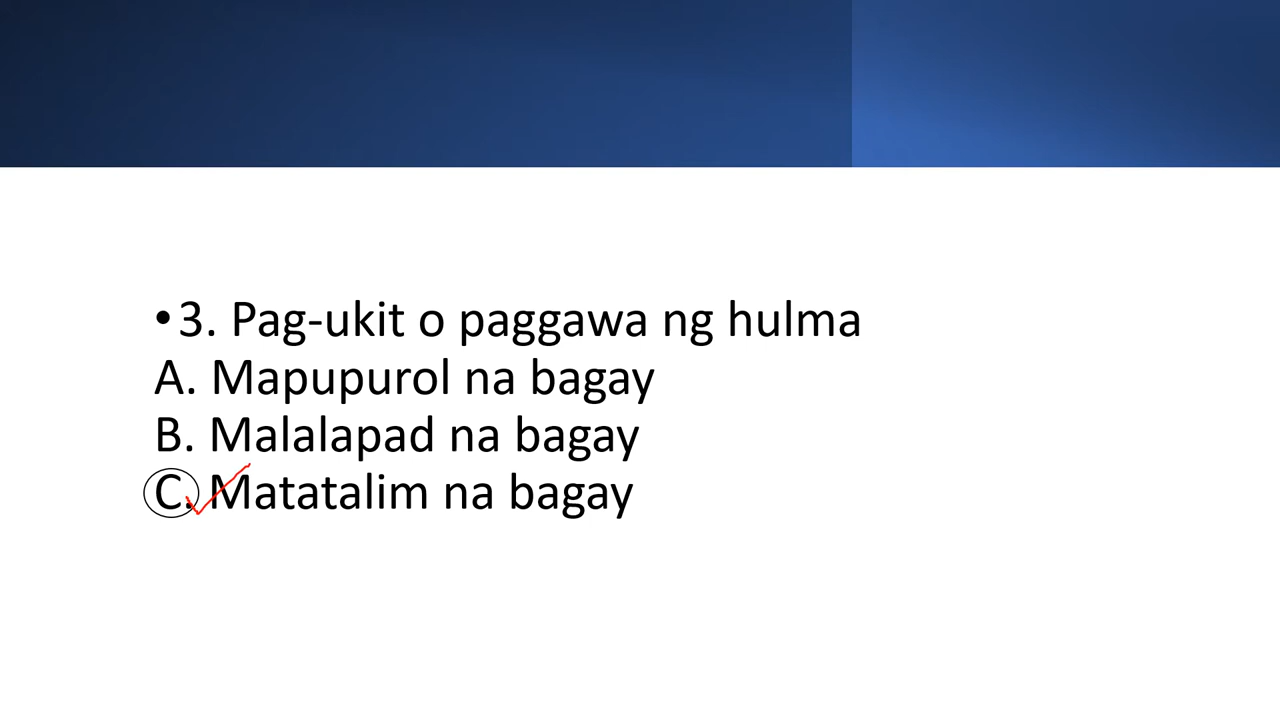 •3. Pag-ukit o paggawa ng hulma
A. Mapupurol na bagay
B. Malalapad na bagay
C. Matatalim na bagay